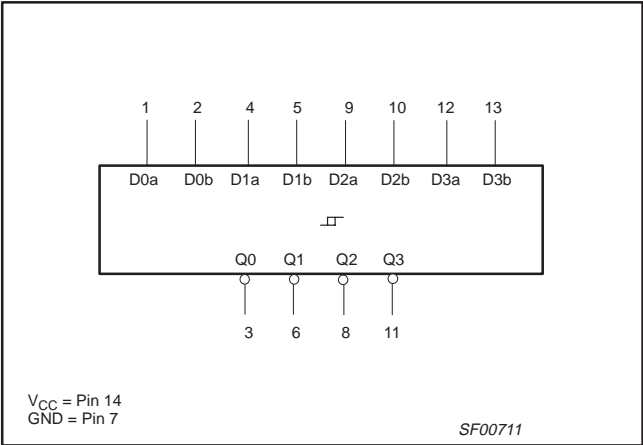 1 2 4 5 9 10 12 13
D0a D0b D1a D1b D2a D2b D3a D3b
Q0 Q1 Q2 Q3
3 6 8 11
VCC = Pin 14
GND = Pin 7
SF00711